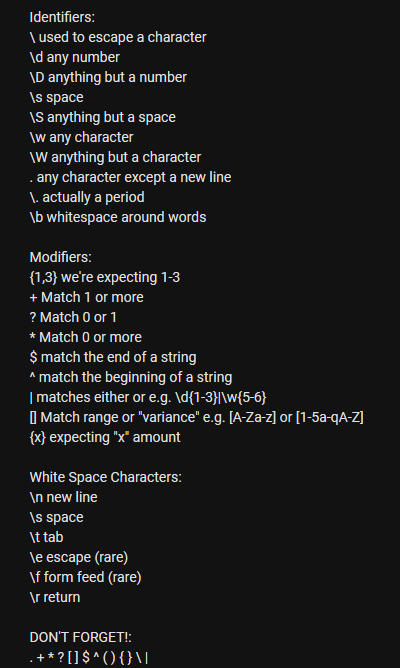 Identifiers:
\ used to escape a character
\d any number
\D anything but a number
\s space
\S anything but a space
\w any character
\W anything but a character
. any character except a new line
\. actually a period
\b whitespace around words
Modifiers:
{1,3} we're expecting 1-3
+ Match 1 or more
? Match 0 or 1
* Match 0 or more
$ match the end of a string
^ match the beginning of a string
| matches either or e.g. \d{1-3}|\w{5-6}
[] Match range or "variance" e.g. [A-Za-z] or [1-5a-qA-Z]
{x} expecting "x" amount
White Space Characters:
\n new line
\s space
\t tab
\e escape (rare)
\f form feed (rare)
\r return
DON'T FORGET!:
. + * ? [ ] $ ^ ( ) { } \ |